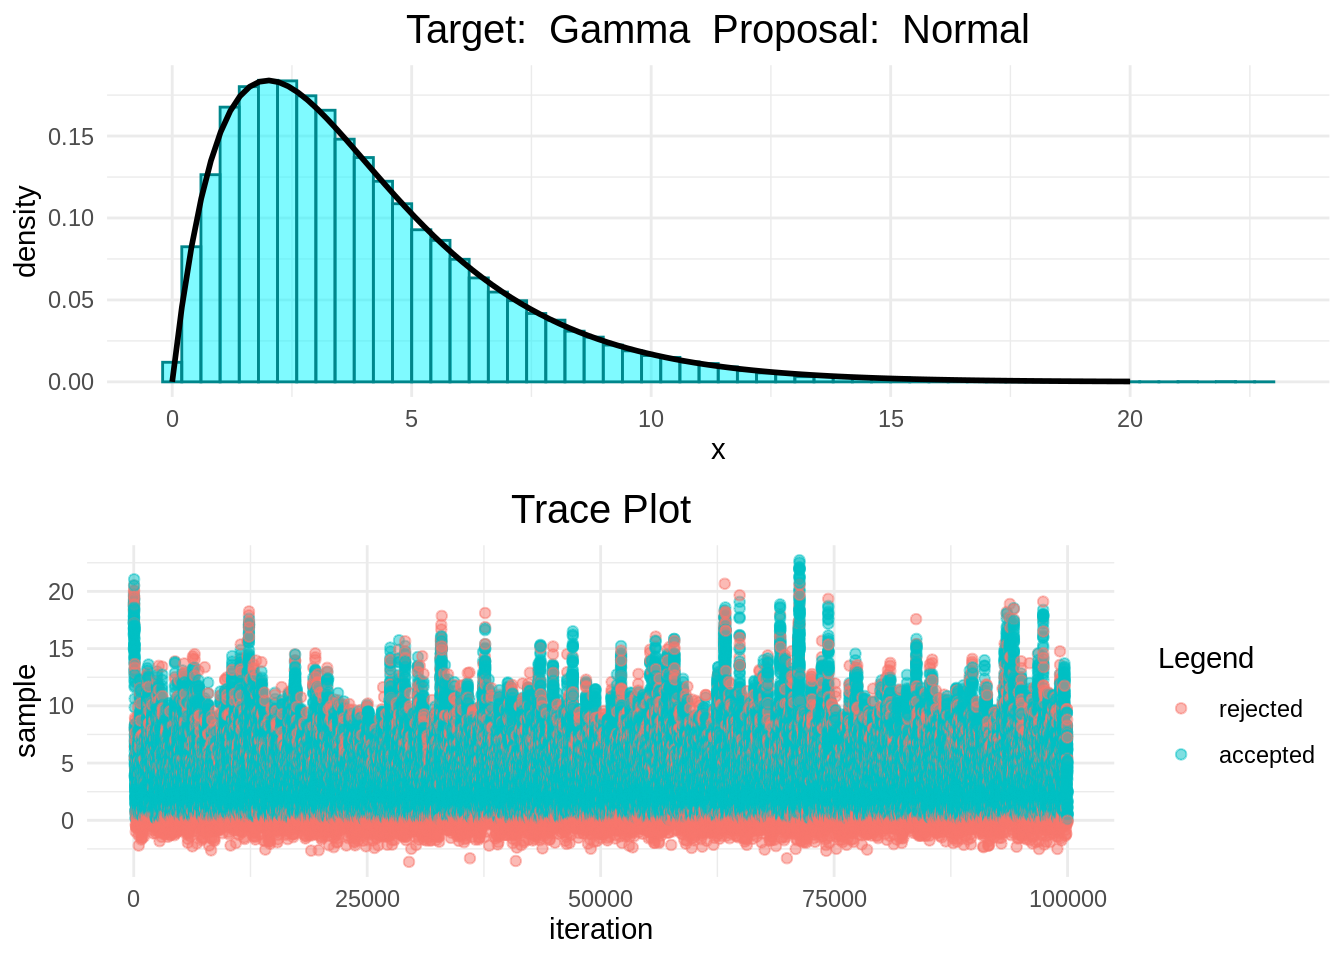 Target:  Gamma  Proposal:  Normal
density
0.15
0.10
0.05
0.00
0 5 10 15 20
x
Trace Plot
sample
20
15
10
5
0
0 25000 50000 75000 100000
iteration
Legend
rejected
accepted